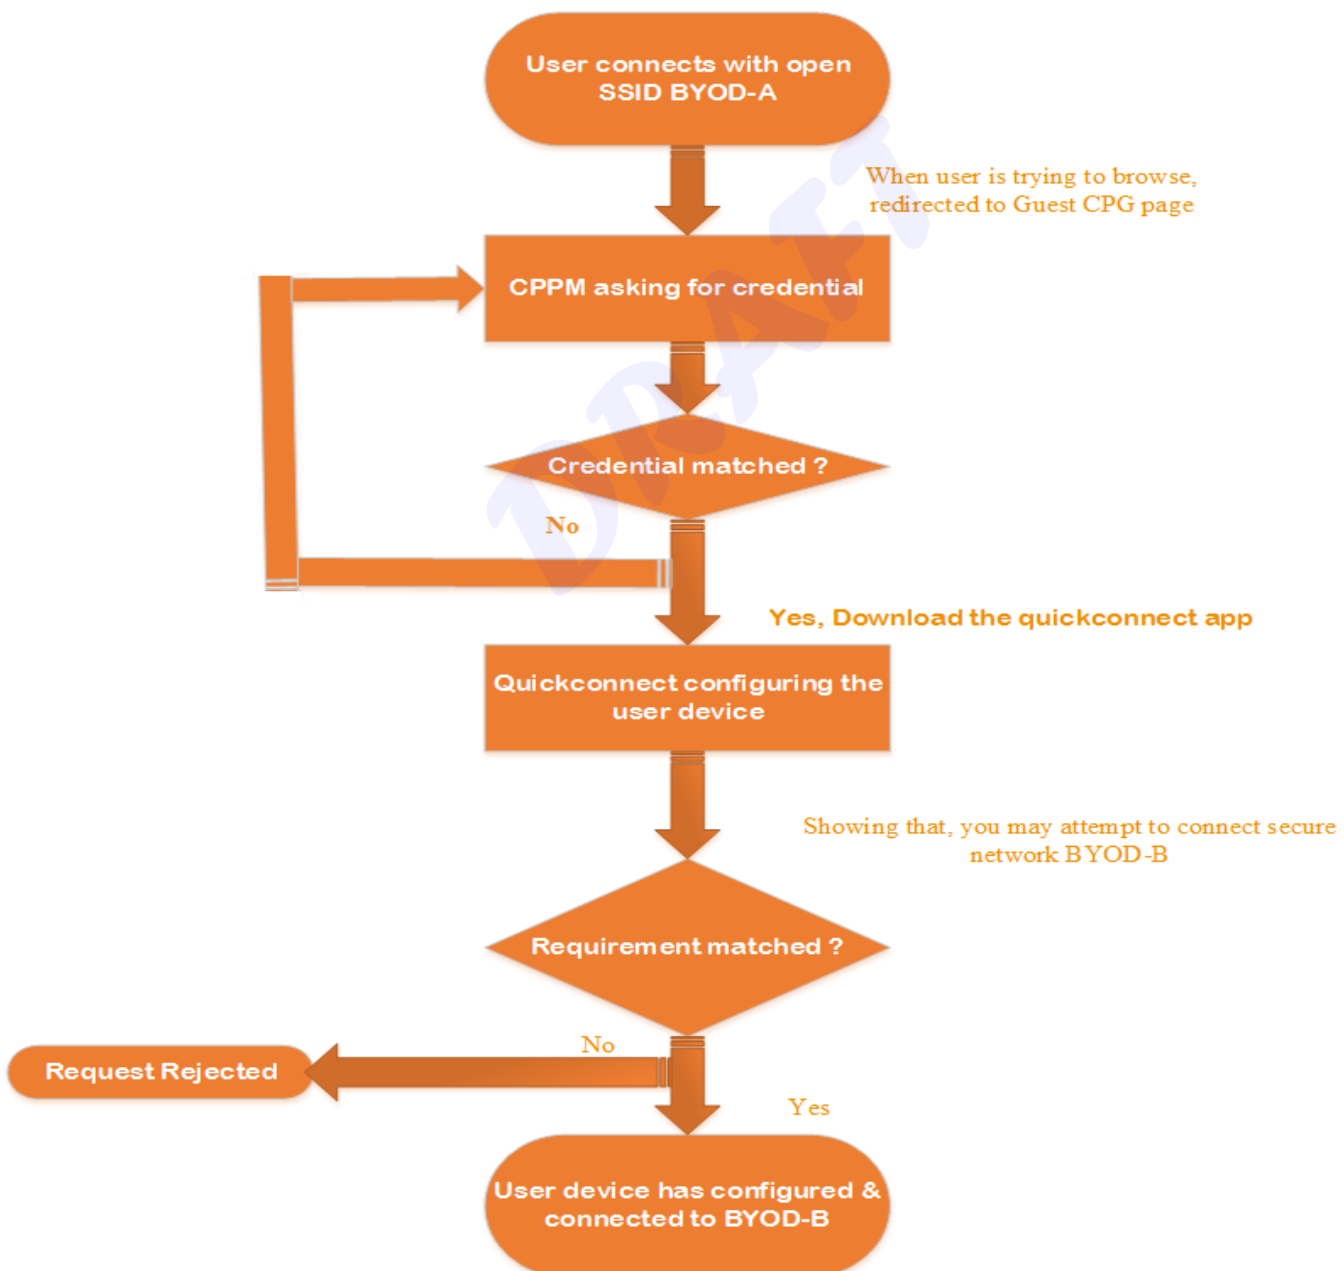 User connects with open
SSID BYOD-A
When user is trying to browse,
redirected to Guest CPG page
CPPM asking for credential
Credential matched ?
No
Yes, Download the quickconnect app
Quickconnect configuring the
user device
Showing that, you may attempt to connect secure
network BYOD-B
Requirement matched ?
No
Request Rejected
Yes
User device has configured &
connected to BYOD-B
DRAFT